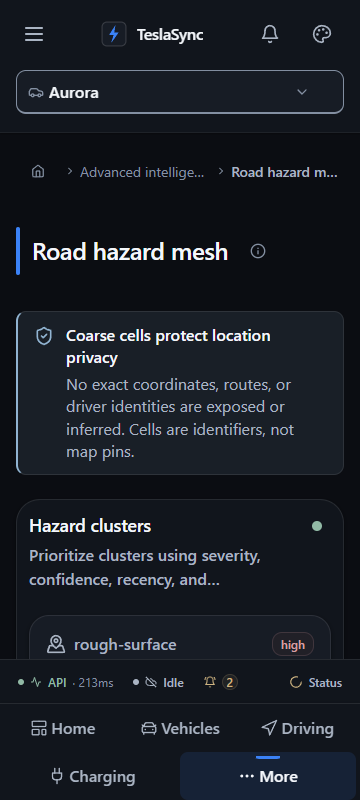 TeslaSync
Aurora
Advanced intellige... Road hazard m...
Road hazard mesh
Coarse cells protect location
privacy
No exact coordinates, routes, or
driver identities are exposed or
inferred. Cells are identifiers, not
map pins.
Hazard clusters
Prioritize clusters using severity,
confidence, recency, and...
rough-surface high
API · 213ms Idle 2 Status
Home Vehicles Driving
Charging More